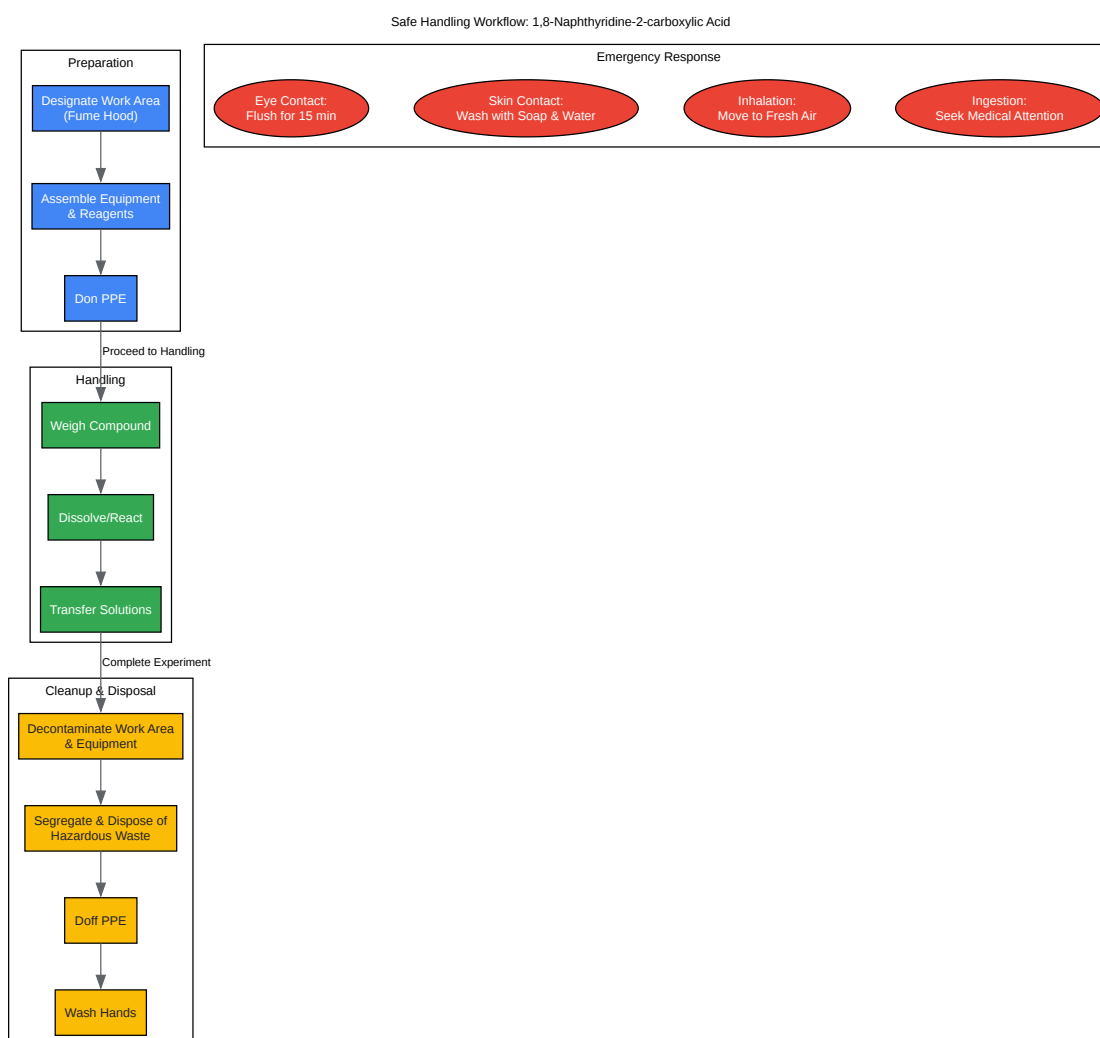 Safe Handling Workflow: 1,8-Naphthyridine-2-carboxylic Acid
Preparation
Designate Work Area
(Fume Hood)
Assemble Equipment
& Reagents
Don PPE
Proceed to Handling
Handling
Weigh Compound
Dissolve/React
Transfer Solutions
Complete Experiment
Cleanup & Disposal
Decontaminate Work Area
& Equipment
Segregate & Dispose of
Hazardous Waste
Doff PPE
Wash Hands
Emergency Response
Eye Contact:
Flush for 15 min
Skin Contact:
Wash with Soap & Water
Inhalation:
Move to Fresh Air
Ingestion:
Seek Medical Attention